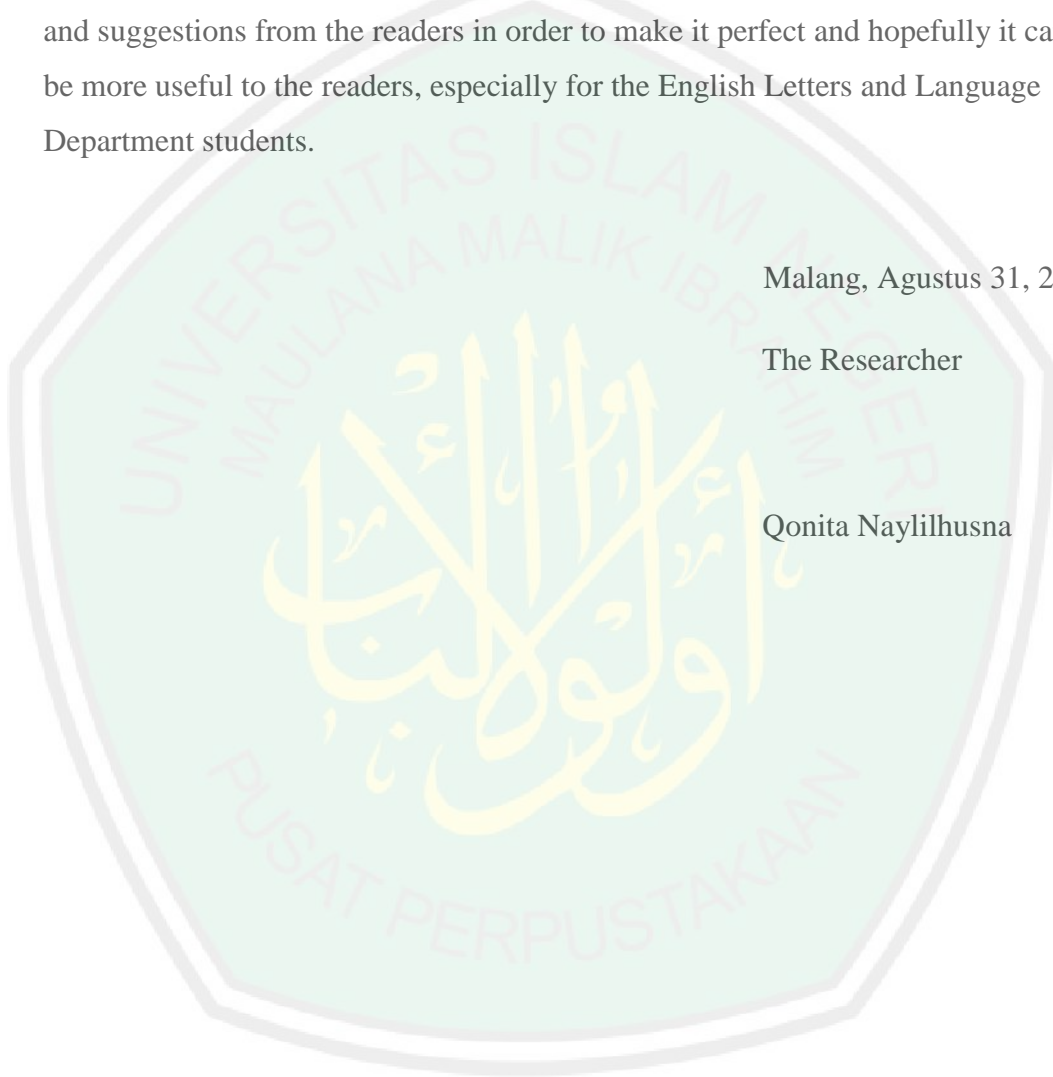 and suggestions from the readers in order to make it perfect and hopefully it ca
be more useful to the readers, especially for the English Letters and Language
Department students.
UNIVERSITAS ISLAM NEGERI
MAULANA MALIK IBRAHIM
Malang, Agustus 31, 2
The Researcher
Qonita Naylilhusna
PUSAT PERPUSTAKAAN